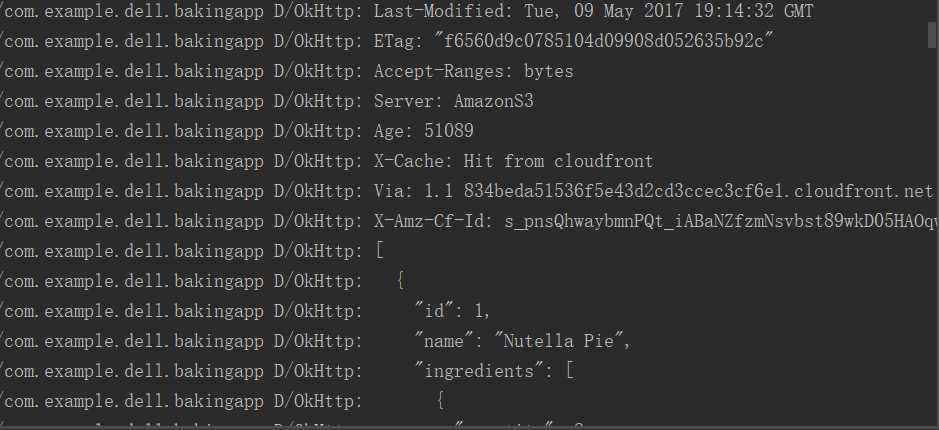 /com.example.dell.bakingapp D/OkHttp: Last-Modified: Tue, 09 May 2017 19:14:32 GMT
/com.example.dell.bakingapp D/OkHttp: ETag: "f6560d9c0785104d09908d052635b92c"
/com.example.dell.bakingapp D/OkHttp: Accept-Ranges: bytes
/com.example.dell.bakingapp D/OkHttp: Server: AmazonS3
/com.example.dell.bakingapp D/OkHttp: Age: 51089
/com.example.dell.bakingapp D/OkHttp: X-Cache: Hit from cloudfront
/com.example.dell.bakingapp D/OkHttp: Via: 1.1 834beda51536f5e43d2cd3ccec3cf6e1.cloudfront.net
/com.example.dell.bakingapp D/OkHttp: X-Amz-Cf-Id: s_pnsQhwaybmnPQt_iABaNZfzmNsvbst89wkD05HAOqw
/com.example.dell.bakingapp D/OkHttp: [
/com.example.dell.bakingapp D/OkHttp:   {
/com.example.dell.bakingapp D/OkHttp:     "id": 1,
/com.example.dell.bakingapp D/OkHttp:     "name": "Nutella Pie",
/com.example.dell.bakingapp D/OkHttp:     "ingredients": [
/com.example.dell.bakingapp D/OkHttp:       {